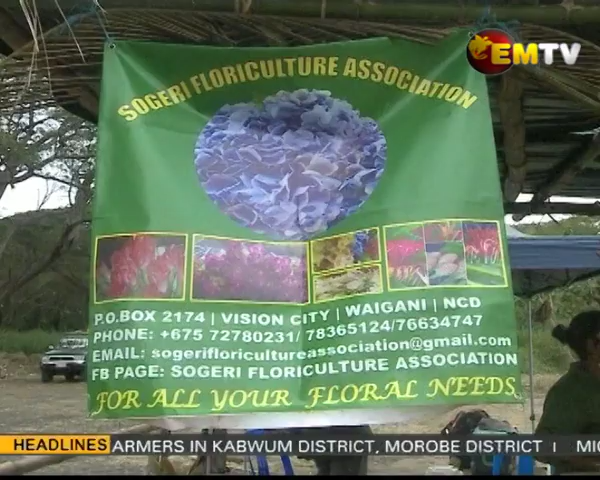 EMTV
SOGERI FLORICULTURE ASSOCIATION
P.O.BOX 2174 | VISION CITY | WAIGANI | NCD
PHONE: +675 72780231/ 78365124/76634747
EMAIL: sogerifloricultureassociation@gmail.com
FB PAGE: SOGERI FLORICULTURE ASSOCIATION
FOR ALL YOUR FLORAL NEEDS
HEADLINES ARMERS IN KABWUM DISTRICT, MOROBE DISTRICT | MIC